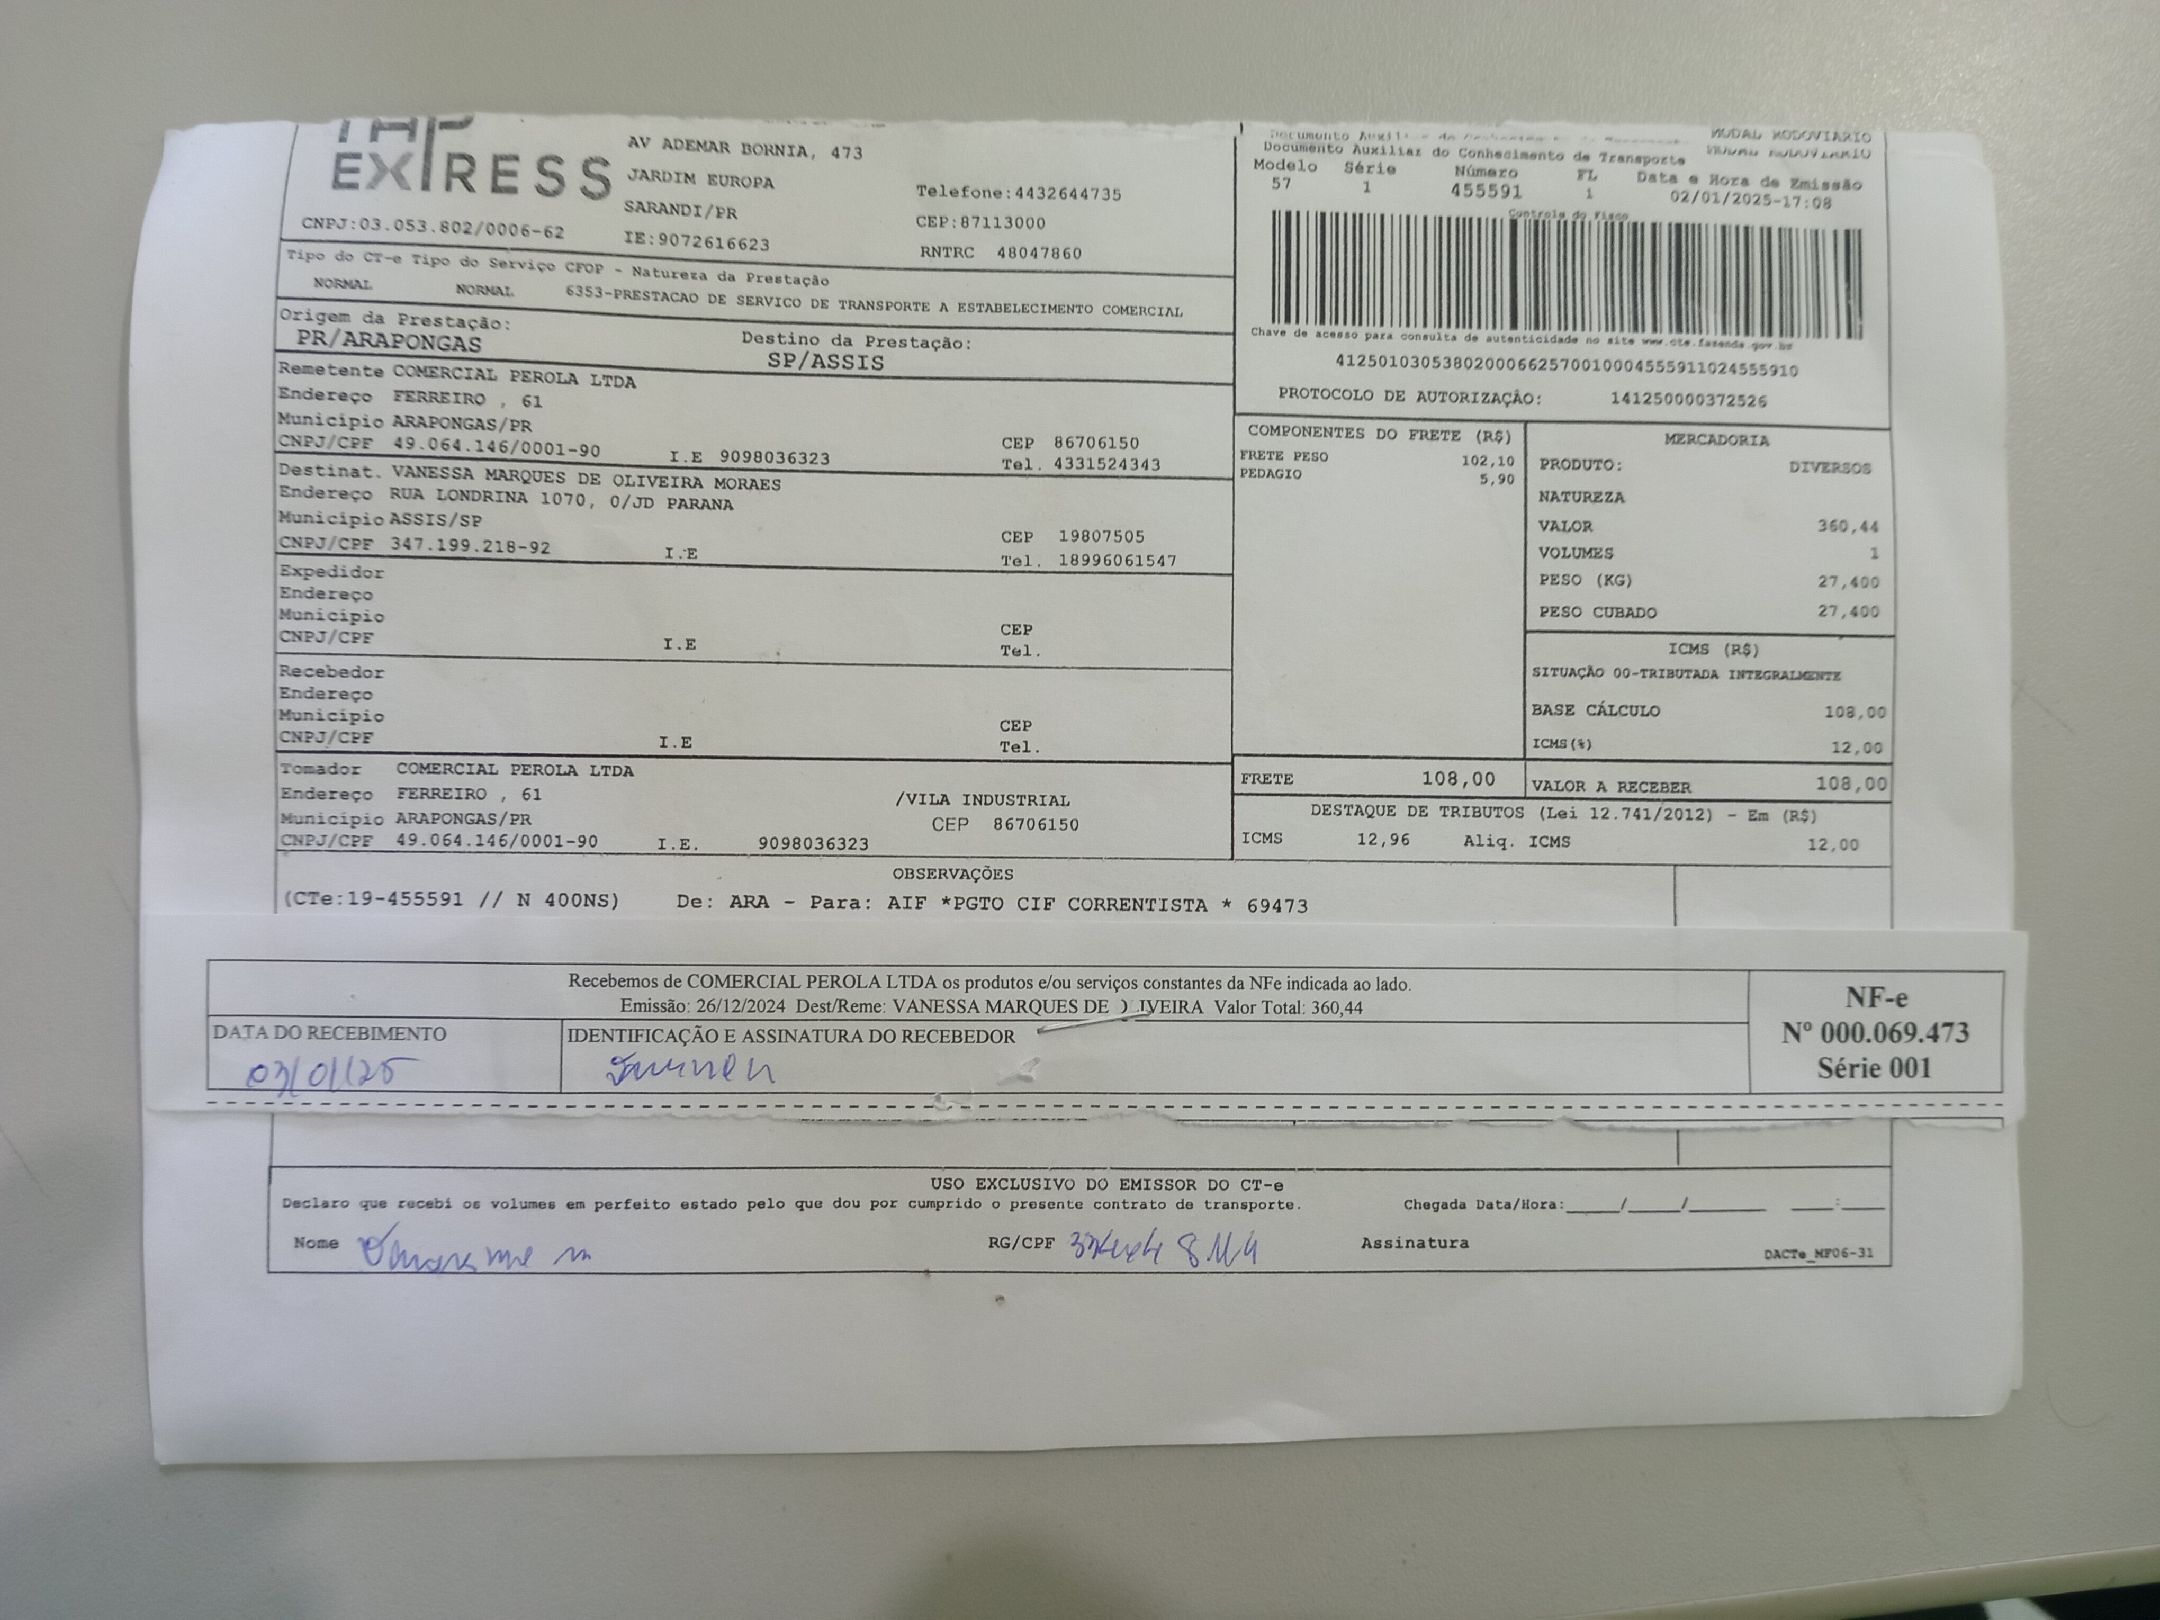 EXPRESS
CNPJ:03.053.802/0006-62
AV ADEMAR BORNIA, 473
JARDIM EUROPA
SARANDI/PR
IE:9072616623
Telefone:4432644735
CEP:87113000
RNTRC 48047860
Tipo do CT-e Tipo do Serviço CFOP - Natureza da Prestação
NORMAL NORMAL 6353-PRESTACAO DE SERVICO DE TRANSPORTE A ESTABELECIMENTO COMERCIAL
Origem da Prestação: Destino da Prestação:
PR/ARAPONGAS SP/ASSIS
Remetente COMERCIAL PEROLA LTDA
Endereço FERREIRO , 61
Município ARAPONGAS/PR CEP 86706150
CNPJ/CPF 49.064.146/0001-90 I.E 9098036323 Tel. 4331524343
Destinat. VANESSA MARQUES DE OLIVEIRA MORAES
Endereço RUA LONDRINA 1070, 0/JD PARANA
Município ASSIS/SP CEP 19807505
CNPJ/CPF 347.199.218-92 I.E Tel. 18996061547
Expedidor
Endereço
Município CEP
CNPJ/CPF I.E Tel.
Recebedor
Endereço
Município CEP
CNPJ/CPF I.E Tel.
Tomador COMERCIAL PEROLA LTDA
Endereço FERREIRO , 61 /VILA INDUSTRIAL
Município ARAPONGAS/PR CEP 86706150
CNPJ/CPF 49.064.146/0001-90 I.E. 9098036323
MODAL RODOVIARIO
Documento Auxiliar do Conhecimento de Transporte MODAL RODOVIARIO
Modelo Série Número FL Data e Hora de Emissão
57 1 455591 1 02/01/2025-17:08
Controle do Fisco
Chave de acesso para consulta de autenticidade no site www.cte.fazenda.gov.br
41250103053802000662570010004555911024555910
PROTOCOLO DE AUTORIZAÇÃO: 141250000372526
COMPONENTES DO FRETE (R$)
FRETE PESO 102,10
PEDAGIO 5,90
MERCADORIA
PRODUTO: DIVERSOS
NATUREZA
VALOR 360,44
VOLUMES 1
PESO (KG) 27,400
PESO CUBADO 27,400
ICMS (R$)
SITUAÇÃO 00-TRIBUTADA INTEGRALMENTE
BASE CÁLCULO 108,00
ICMS(%) 12,00
FRETE 108,00 VALOR A RECEBER 108,00
DESTAQUE DE TRIBUTOS (Lei 12.741/2012) - Em (R$)
ICMS 12,96 Aliq. ICMS 12,00
OBSERVAÇÕES
(CTe:19-455591 // N 400NS) De: ARA - Para: AIF *PGTO CIF CORRENTISTA * 69473
Recebemos de COMERCIAL PEROLA LTDA os produtos e/ou serviços constantes da NFe indicada ao lado.
Emissão: 26/12/2024 Dest/Reme: VANESSA MARQUES DE OLIVEIRA Valor Total: 360,44
DATA DO RECEBIMENTO IDENTIFICAÇÃO E ASSINATURA DO RECEBEDOR
03/01/25
NF-e
Nº 000.069.473
Série 001
USO EXCLUSIVO DO EMISSOR DO CT-e
Declaro que recebi os volumes em perfeito estado pelo que dou por cumprido o presente contrato de transporte. Chegada Data/Hora:____/____/______ ___:___
Nome RG/CPF Assinatura
DACTe_MF06-31